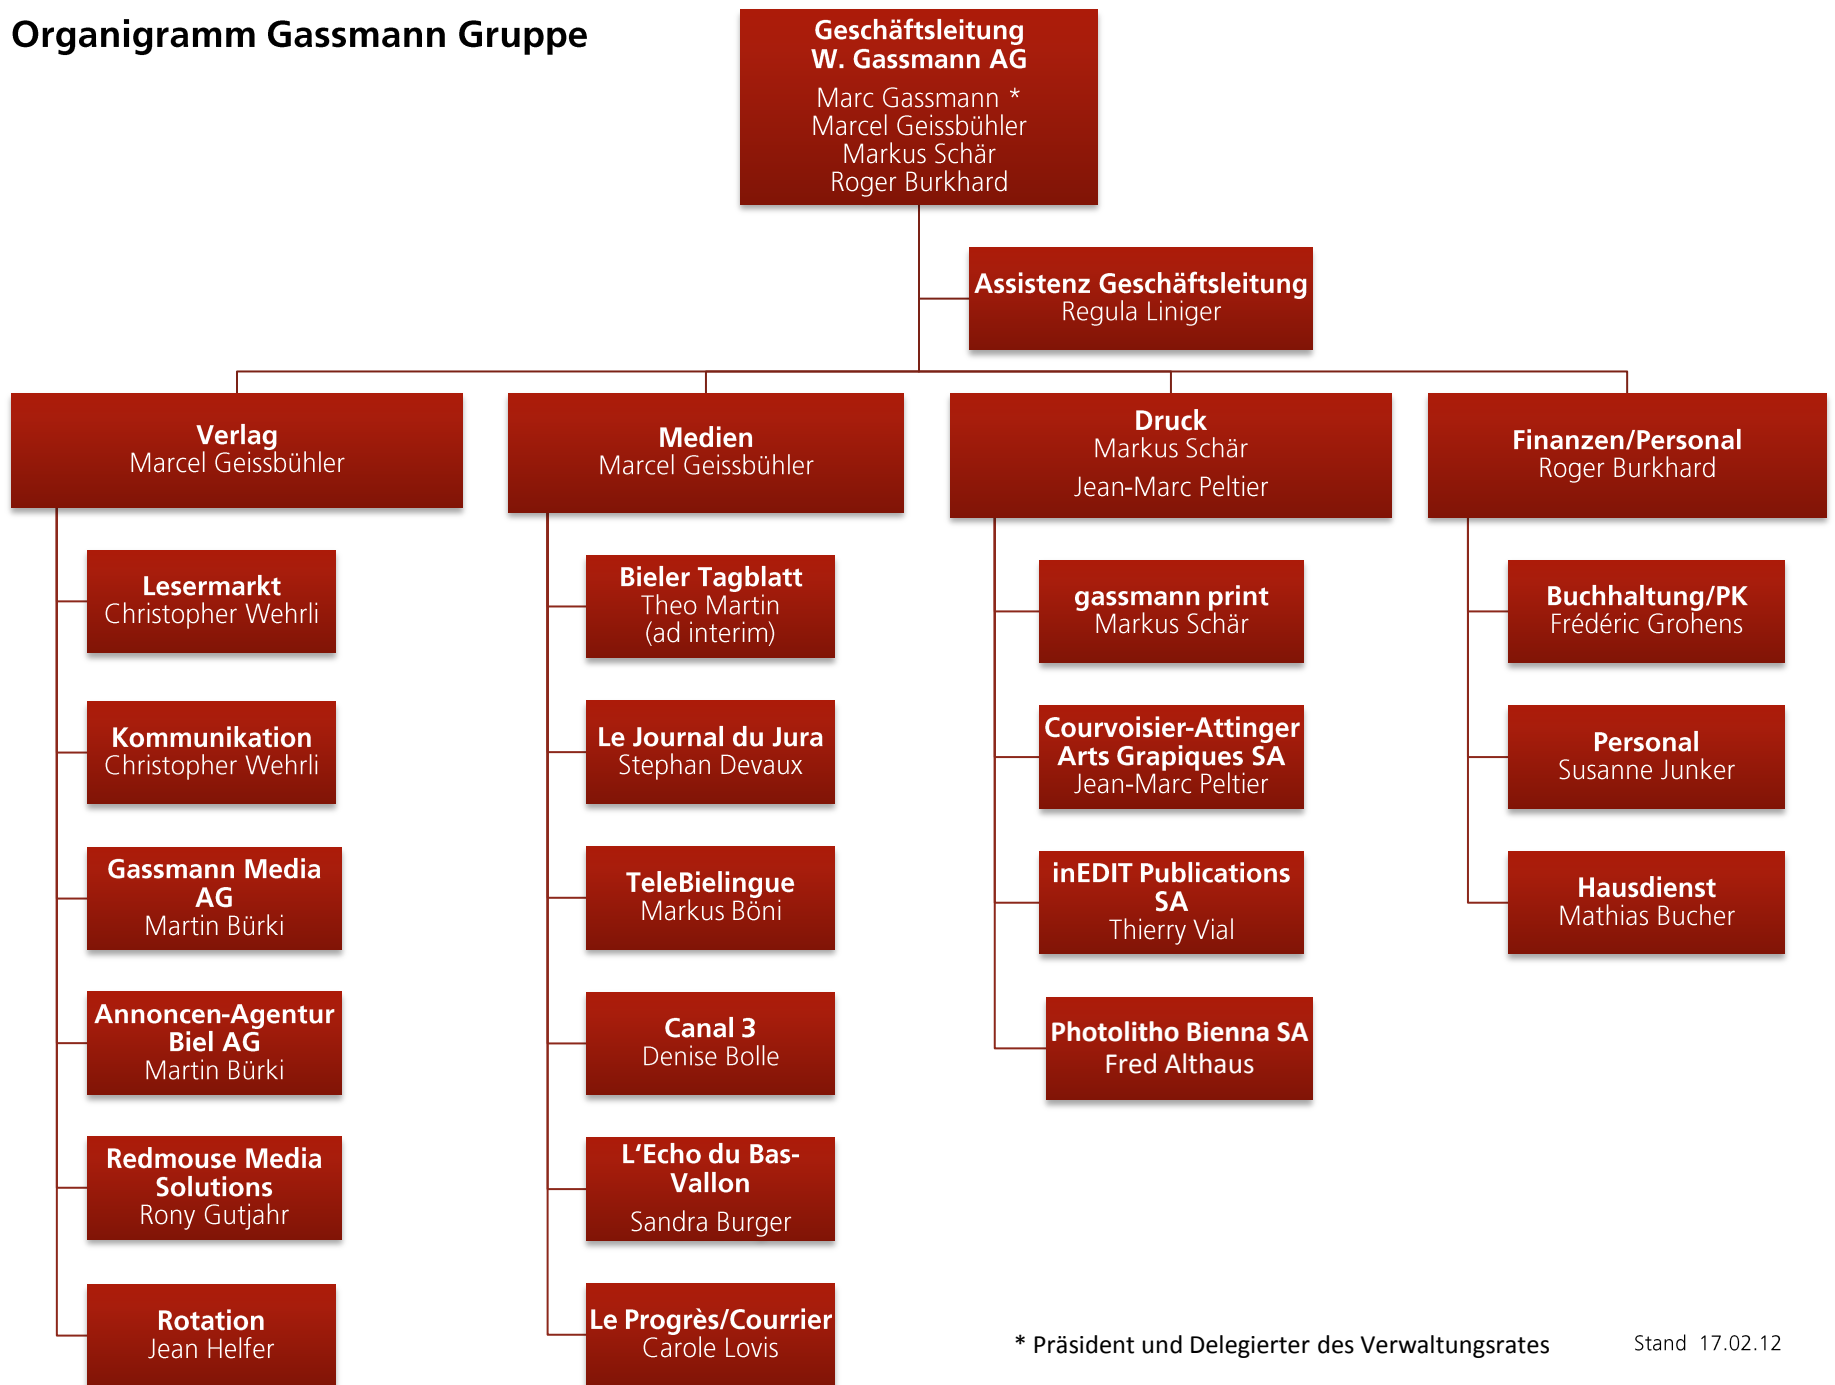 Organigramm Gassmann Gruppe
Geschäftsleitung
W. Gassmann AG
Marc Gassmann *
Marcel Geissbühler
Markus Schär
Roger Burkhard
Assistenz Geschäftsleitung
Regula Liniger
Verlag
Marcel Geissbühler
Lesermarkt
Christopher Wehrli
Kommunikation
Christopher Wehrli
Gassmann Media
AG
Martin Bürki
Annoncen-Agentur
Biel AG
Martin Bürki
Redmouse Media
Solutions
Rony Gutjahr
Rotation
Jean Helfer
Medien
Marcel Geissbühler
Bieler Tagblatt
Theo Martin
(ad interim)
Le Journal du Jura
Stephan Devaux
TeleBielingue
Markus Böni
Canal 3
Denise Bolle
L‘Echo du Bas-
Vallon
Sandra Burger
Le Progrès/Courrier
Carole Lovis
Druck
Markus Schär
Jean-Marc Peltier
gassmann print
Markus Schär
Courvoisier-Attinger
Arts Grapiques SA
Jean-Marc Peltier
inEDIT Publications
SA
Thierry Vial
Photolitho Bienna SA
Fred Althaus
Finanzen/Personal
Roger Burkhard
Buchhaltung/PK
Frédéric Grohens
Personal
Susanne Junker
Hausdienst
Mathias Bucher
* Präsident und Delegierter des Verwaltungsrates
Stand 17.02.12